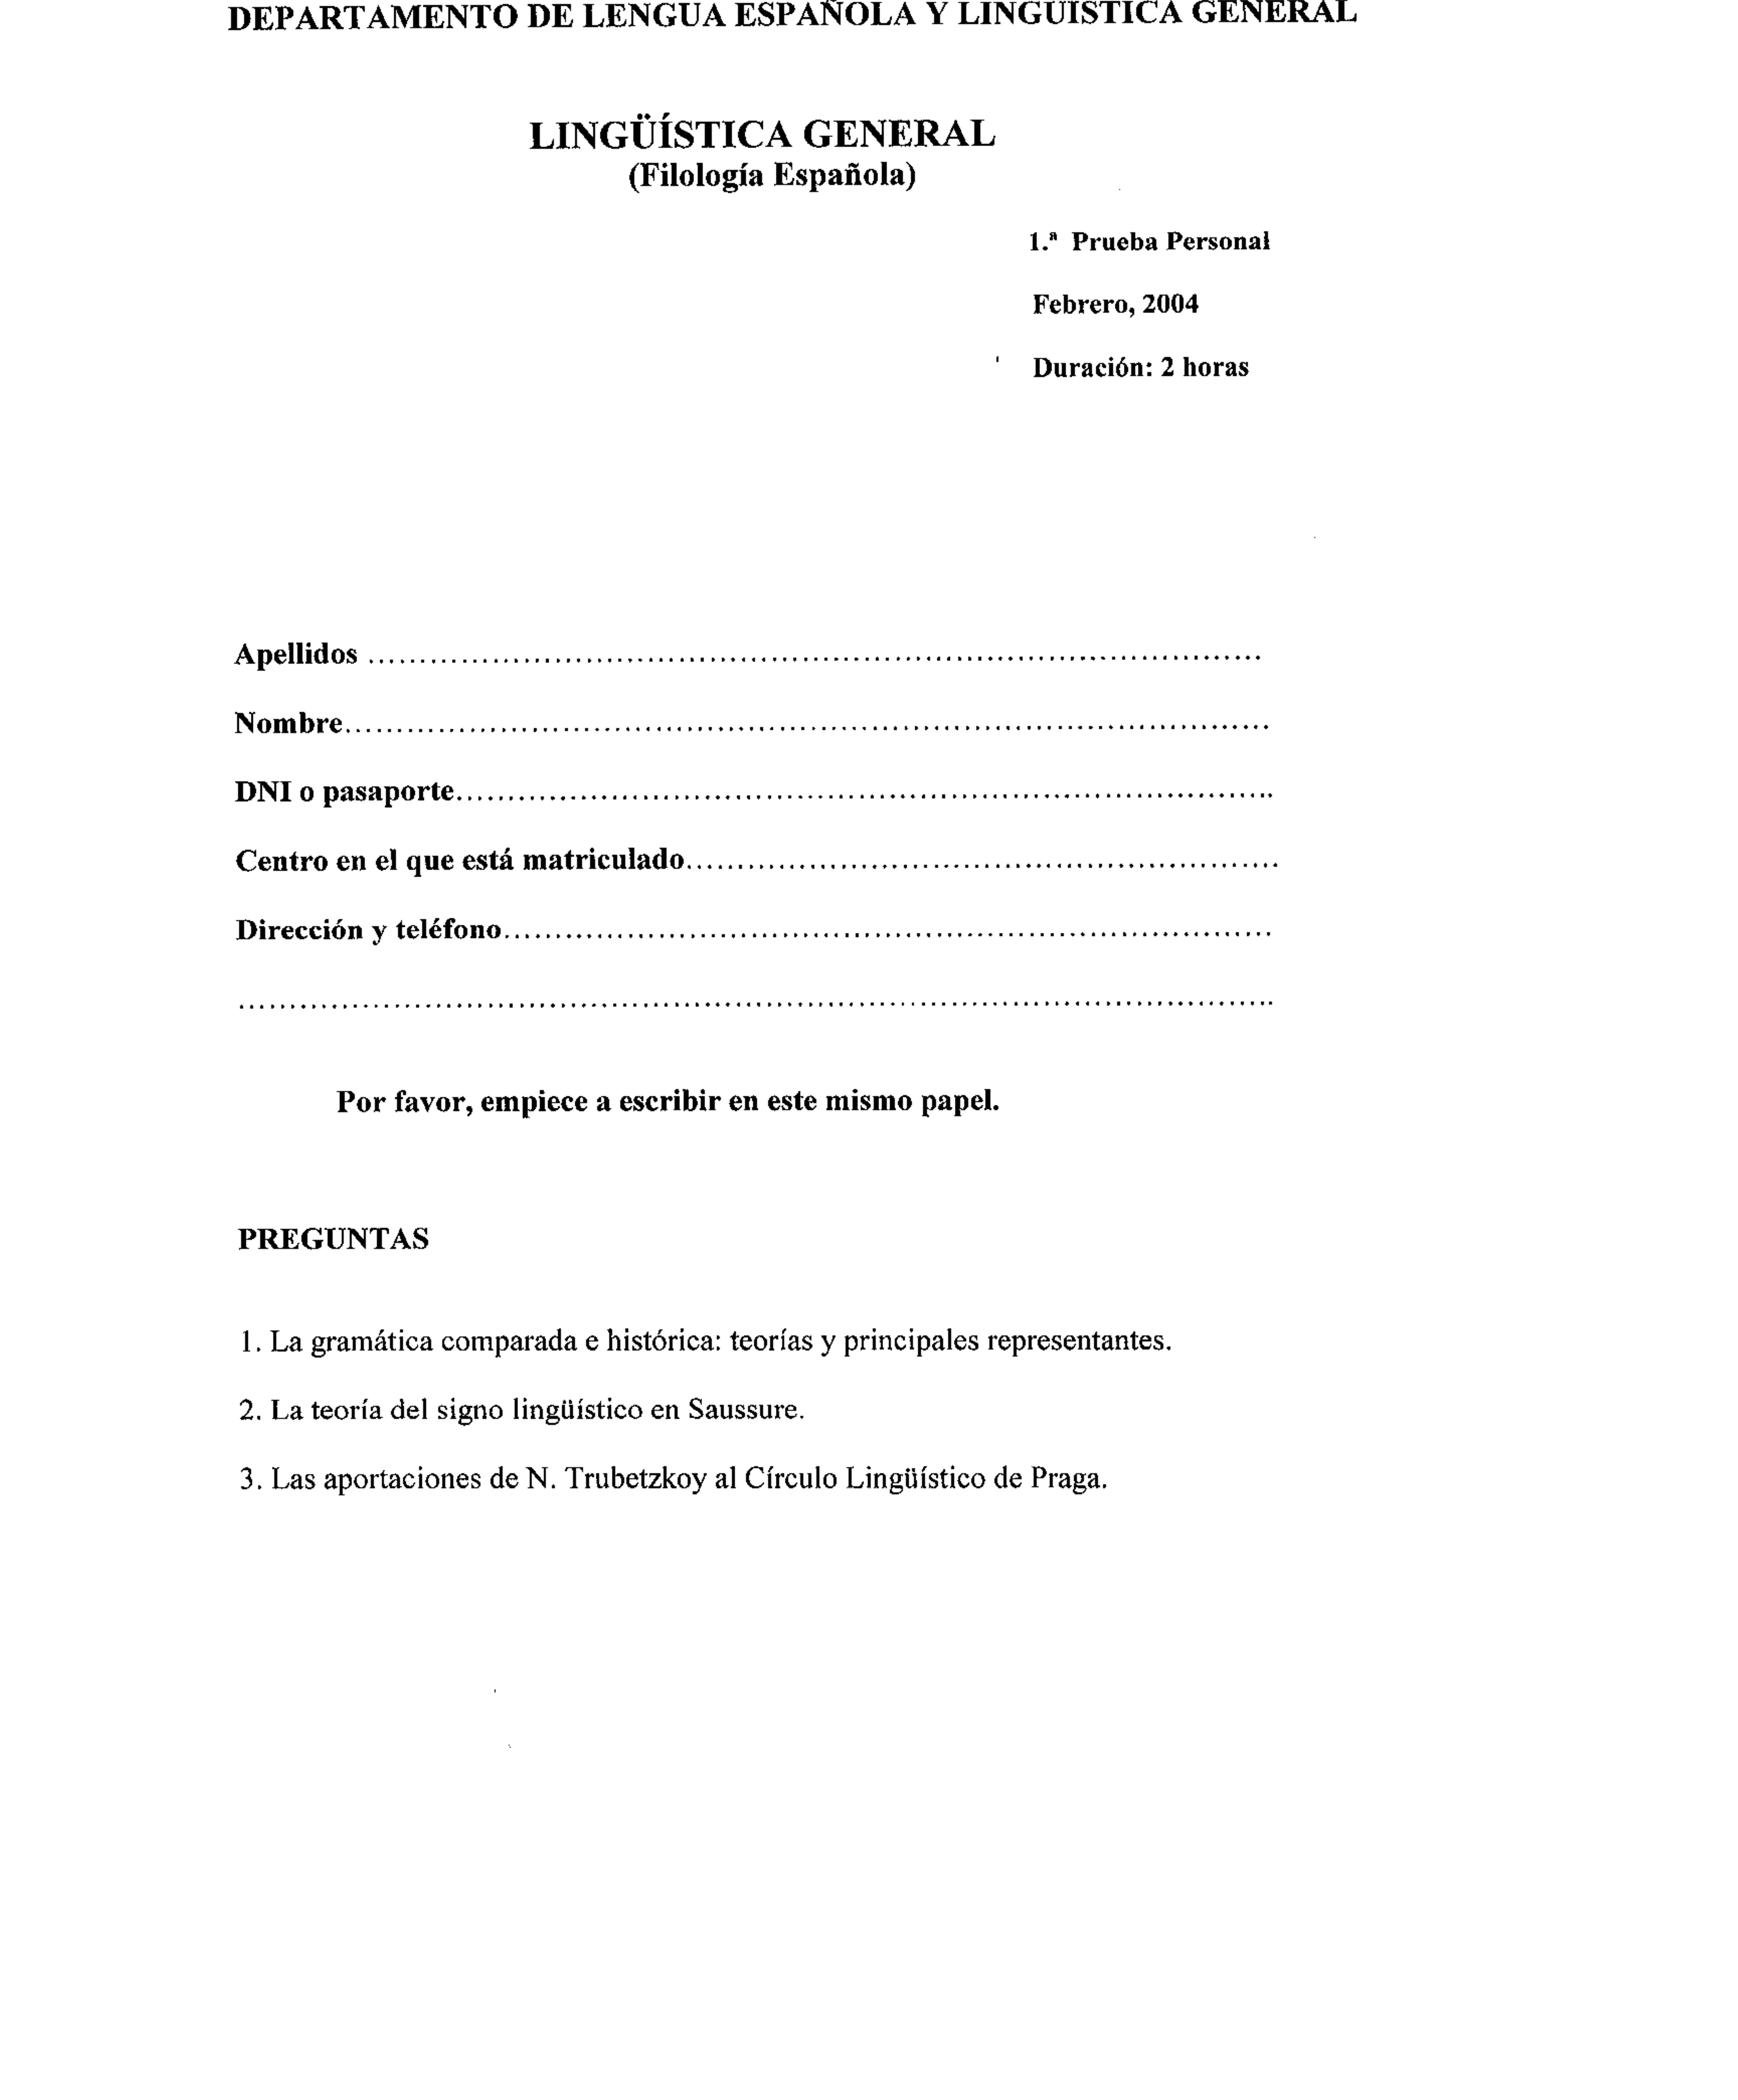 DEPARTAMENTO DE LENGUA ESPAÑOLA Y LINGÜÍSTICA GENERAL
LINGÜÍSTICA GENERAL
(Filología Española)
1.ª Prueba Personal
Febrero, 2004
Duración: 2 horas
Apellidos ........................................................................................
Nombre...........................................................................................
DNI o pasaporte................................................................................
Centro en el que está matriculado..........................................................
Dirección y teléfono...........................................................................
.....................................................................................................
Por favor, empiece a escribir en este mismo papel.
PREGUNTAS
1. La gramática comparada e histórica: teorías y principales representantes.
2. La teoría del signo lingüístico en Saussure.
3. Las aportaciones de N. Trubetzkoy al Círculo Lingüístico de Praga.